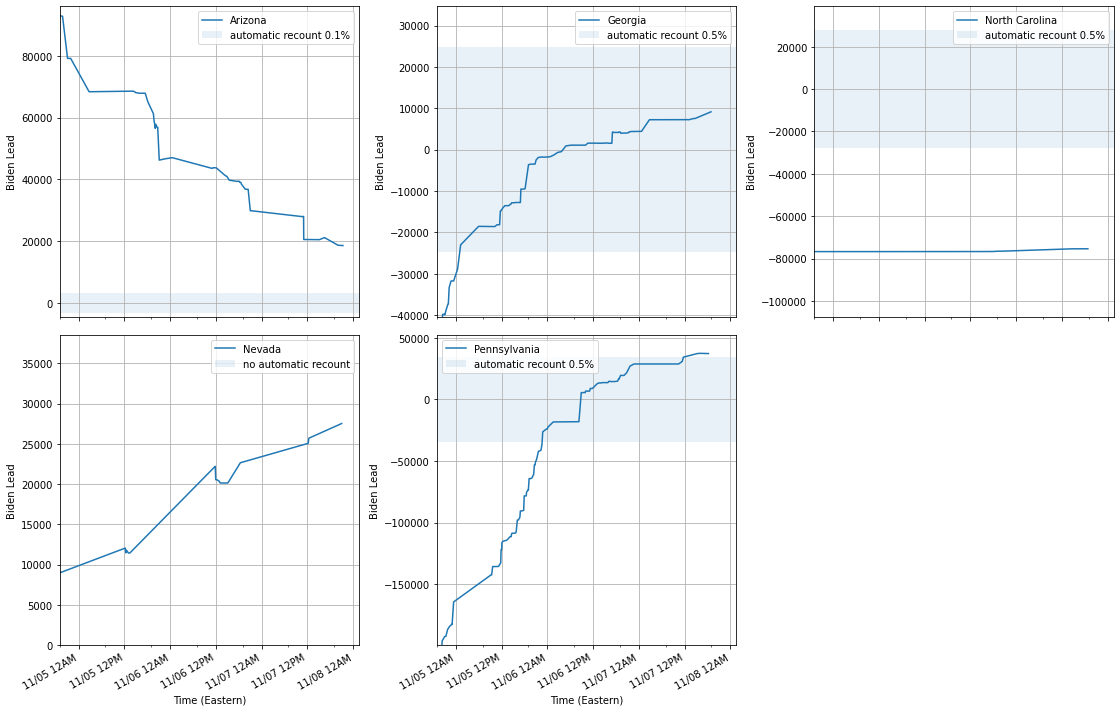 Arizona
automatic recount 0.1%
80000
60000
40000
20000
0
Biden Lead
Georgia
automatic recount 0.5%
30000
20000
10000
0
−10000
−20000
−30000
−40000
Biden Lead
North Carolina
automatic recount 0.5%
20000
0
−20000
−40000
−60000
−80000
−100000
Biden Lead
Nevada
no automatic recount
35000
30000
25000
20000
15000
10000
5000
0
Biden Lead
11/05 12AM
11/05 12PM
11/06 12AM
11/06 12PM
11/07 12AM
11/07 12PM
11/08 12AM
Time (Eastern)
Pennsylvania
automatic recount 0.5%
50000
0
−50000
−100000
−150000
Biden Lead
11/05 12AM
11/05 12PM
11/06 12AM
11/06 12PM
11/07 12AM
11/07 12PM
11/08 12AM
Time (Eastern)